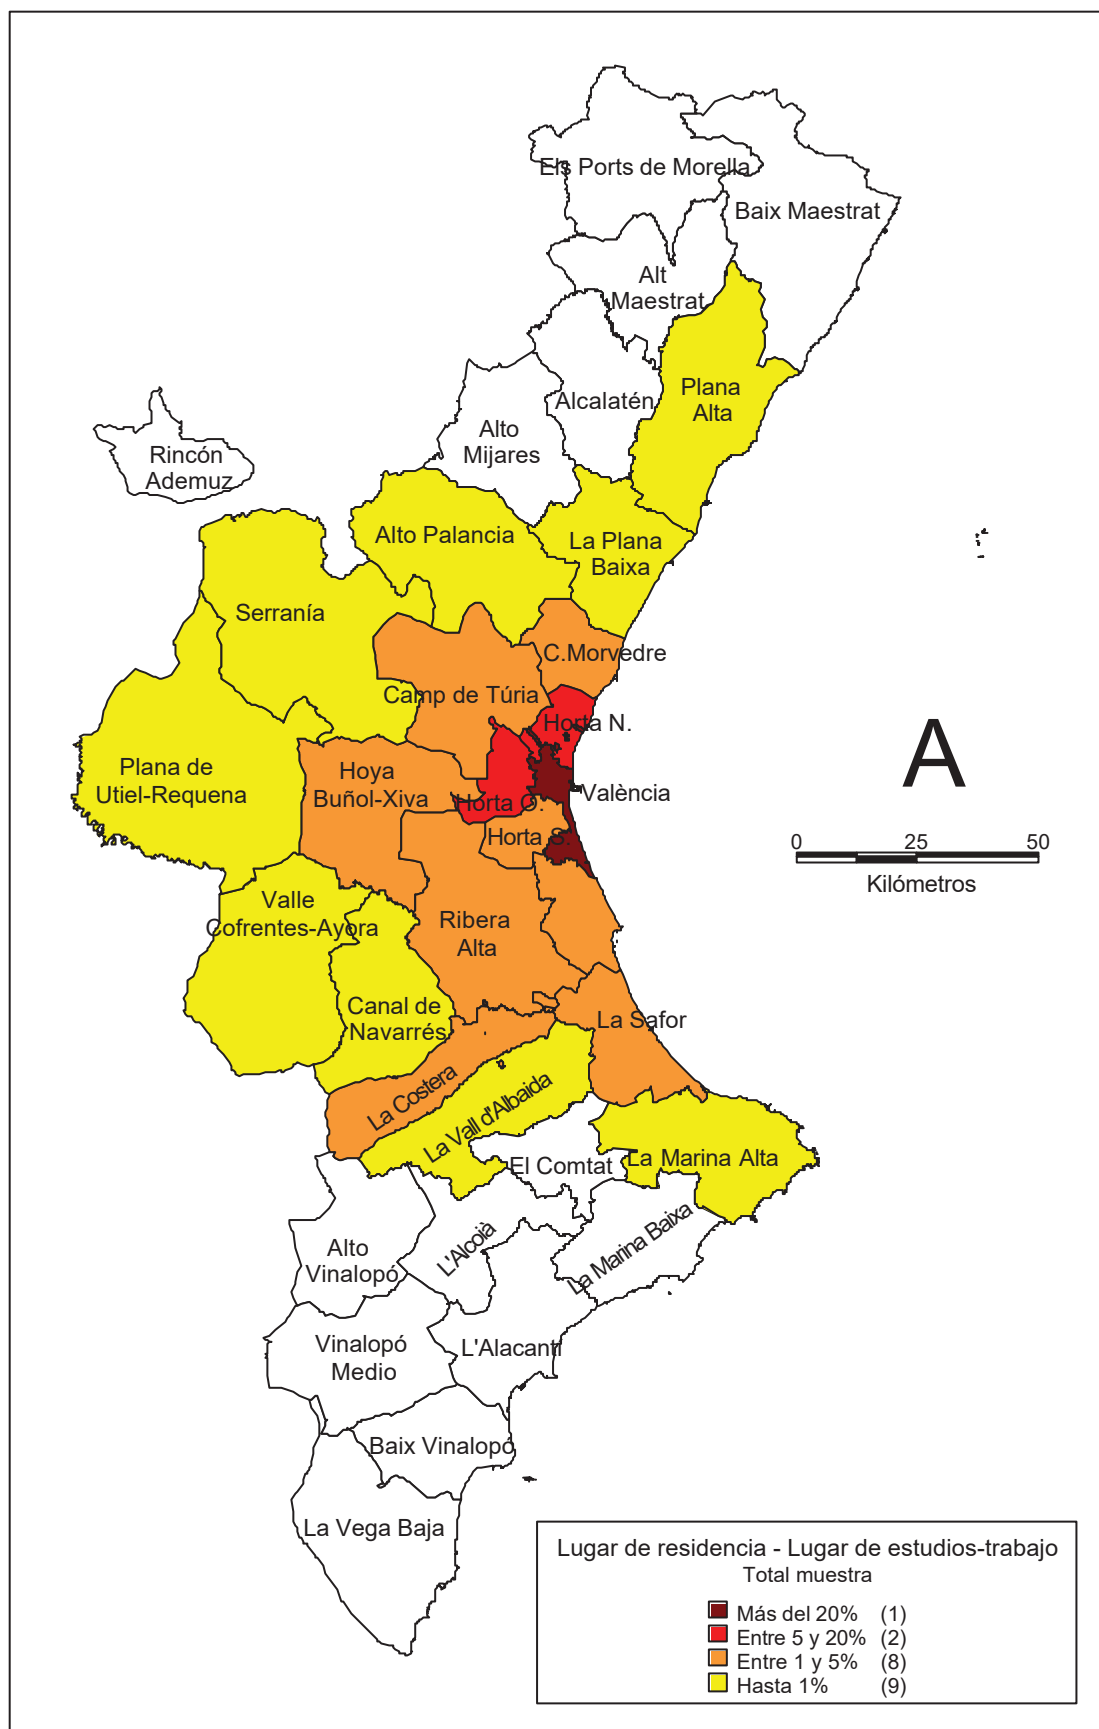 Els Ports de Morella
Baix Maestrat
Alt
Maestrat
Plana
Alta
Alcalatén
Alto
Mijares
Rincón
Ademuz
Alto Palancia
La Plana
Baixa
Serranía
C.Morvedre
Camp de Túria
Horta N.
A
Plana de
Utiel-Requena
Hoya
Buñol-Xiva
Horta O.
València
Horta S.
0 25 50
Kilómetros
Valle
Cofrentes-Ayora
Ribera
Alta
Canal de
Navarrés
La Safor
La Costera
La Vall d'Albaida
El Comtat
La Marina Alta
Alto
Vinalopó
L'Alcoià
La Marina Baixa
Vinalopó
Medio
L'Alacantí
Baix Vinalopó
La Vega Baja
Lugar de residencia - Lugar de estudios-trabajo
Total muestra
Más del 20% (1)
Entre 5 y 20% (2)
Entre 1 y 5% (8)
Hasta 1% (9)